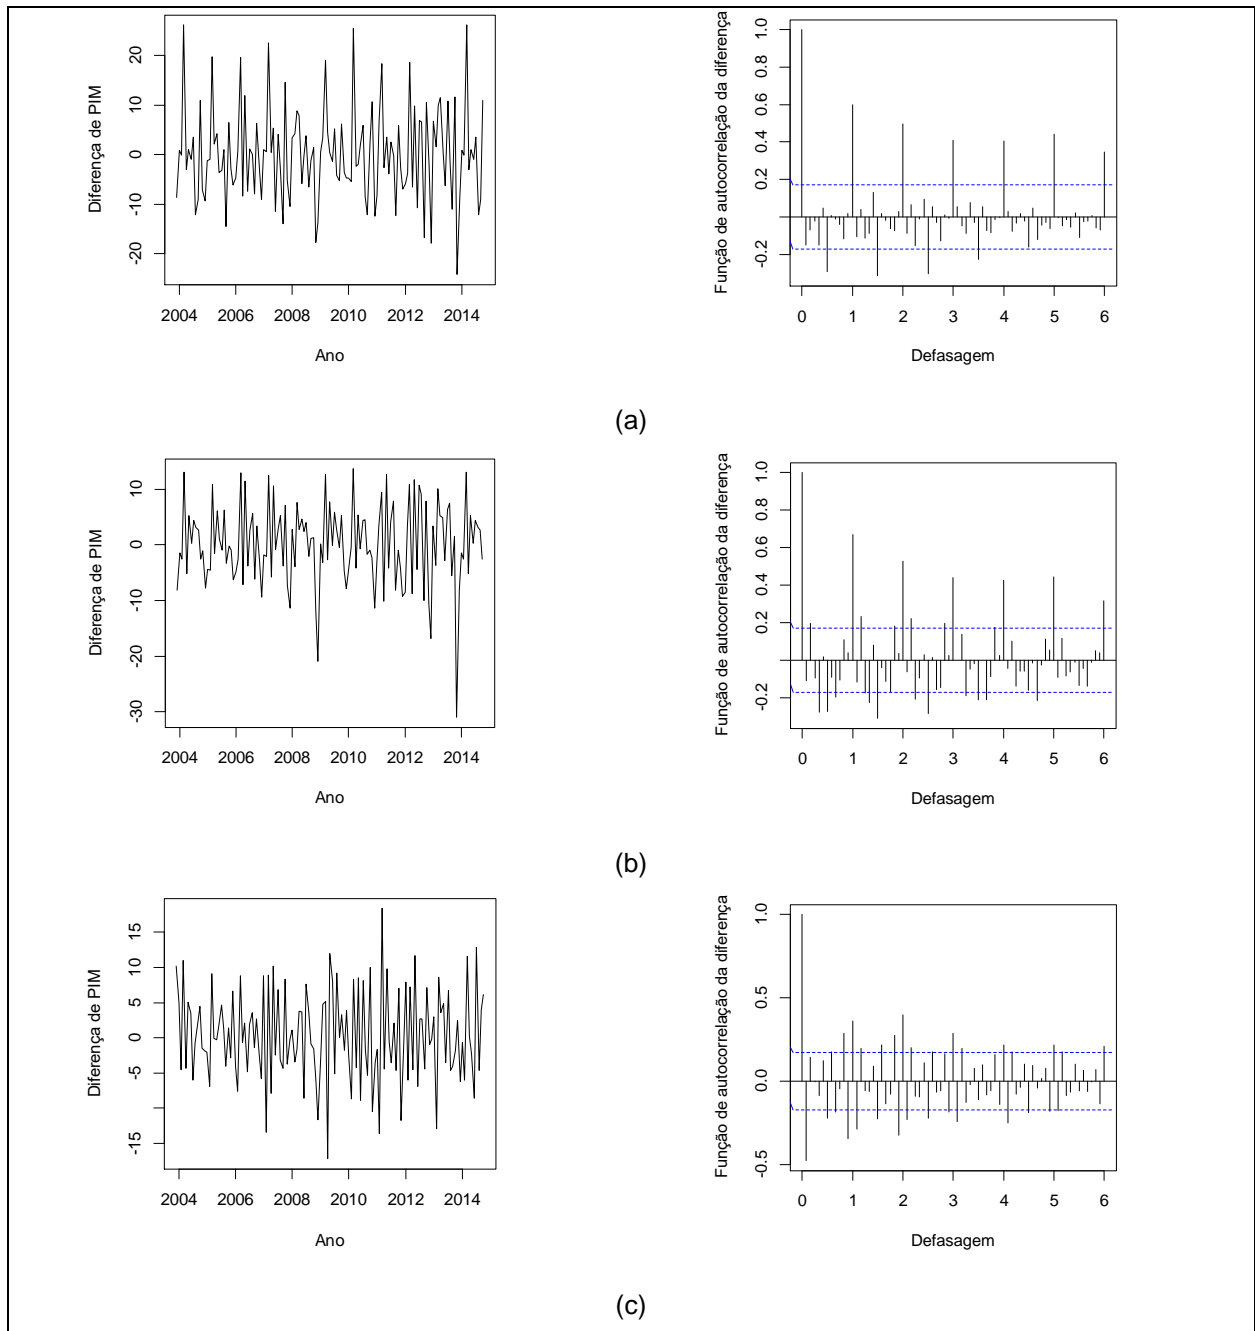 Diferença de PIM
20
10
0
-10
-20
2004 2006 2008 2010 2012 2014
Ano
Função de autocorrelação da diferença
1.0
0.8
0.6
0.4
0.2
-0.2
0 1 2 3 4 5 6
Defasagem
(a)
Diferença de PIM
10
0
-10
-20
-30
2004 2006 2008 2010 2012 2014
Ano
Função de autocorrelação da diferença
1.0
0.8
0.6
0.4
0.2
-0.2
0 1 2 3 4 5 6
Defasagem
(b)
Diferença de PIM
15
10
5
0
-5
-15
2004 2006 2008 2010 2012 2014
Ano
Função de autocorrelação da diferença
1.0
0.5
0.0
-0.5
0 1 2 3 4 5 6
Defasagem
(c)